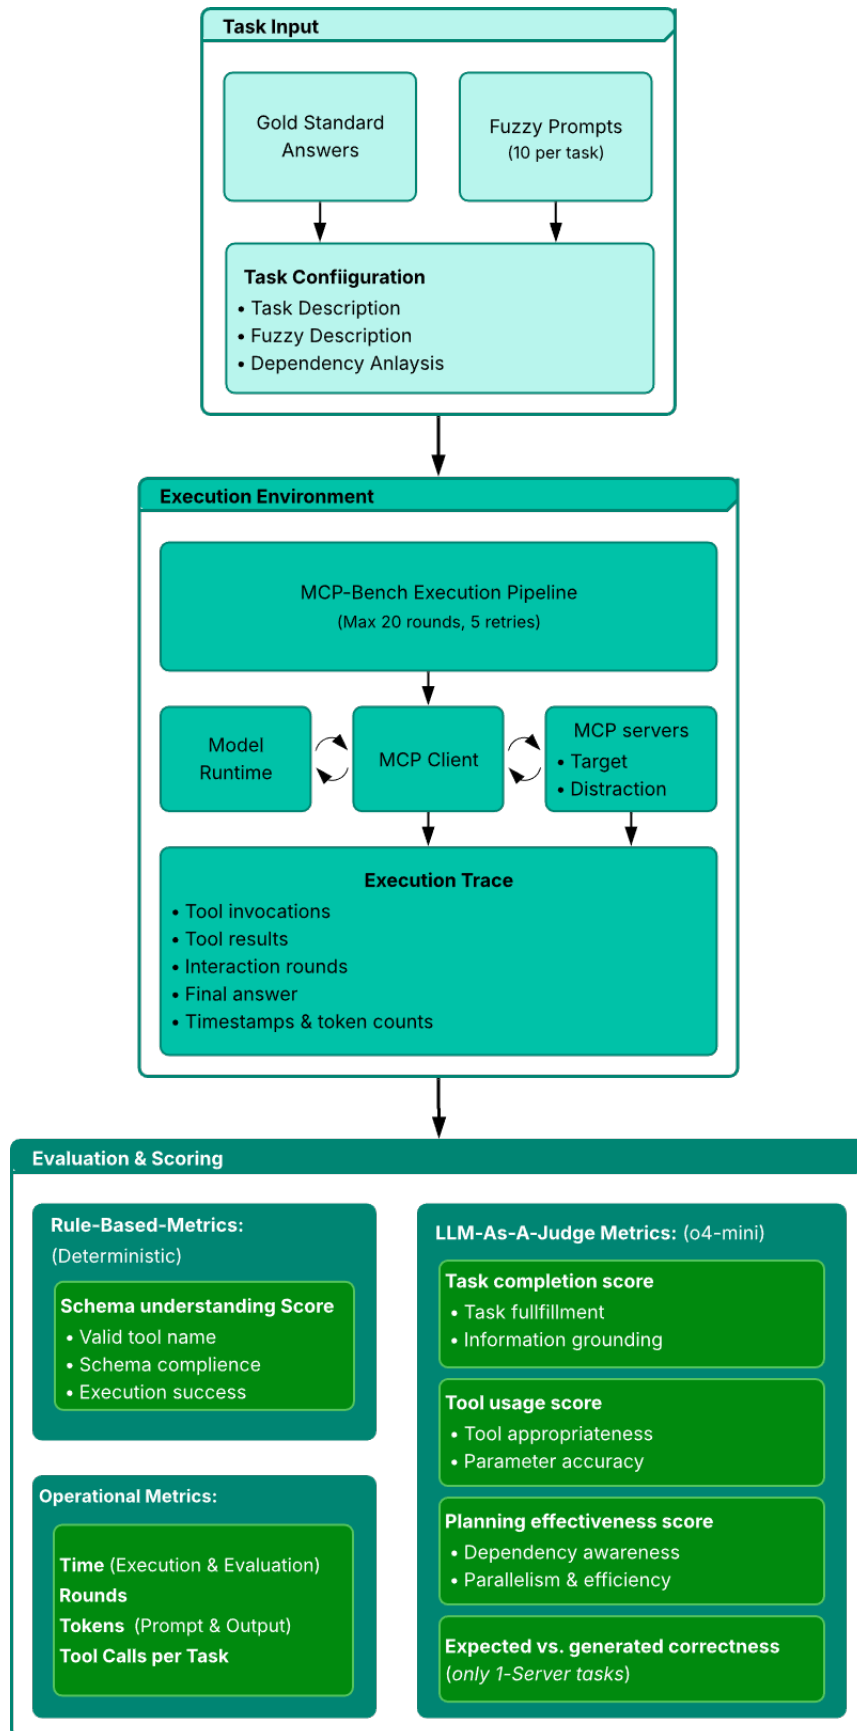 Task Input
Gold Standard
Answers
Fuzzy Prompts
(10 per task)
Task Confiiguration
• Task Description
• Fuzzy Description
• Dependency Anlaysis
Execution Environment
MCP-Bench Execution Pipeline
(Max 20 rounds, 5 retries)
Model
Runtime
MCP Client
MCP servers
• Target
• Distraction
Execution Trace
• Tool invocations
• Tool results
• Interaction rounds
• Final answer
• Timestamps & token counts
Evaluation & Scoring
Rule-Based-Metrics:
(Deterministic)
Schema understanding Score
• Valid tool name
• Schema complience
• Execution success
Operational Metrics:
Time (Execution & Evaluation)
Rounds
Tokens (Prompt & Output)
Tool Calls per Task
LLM-As-A-Judge Metrics: (o4-mini)
Task completion score
• Task fullfillment
• Information grounding
Tool usage score
• Tool appropriateness
• Parameter accuracy
Planning effectiveness score
• Dependency awareness
• Parallelism & efficiency
Expected vs. generated correctness
(only 1-Server tasks)